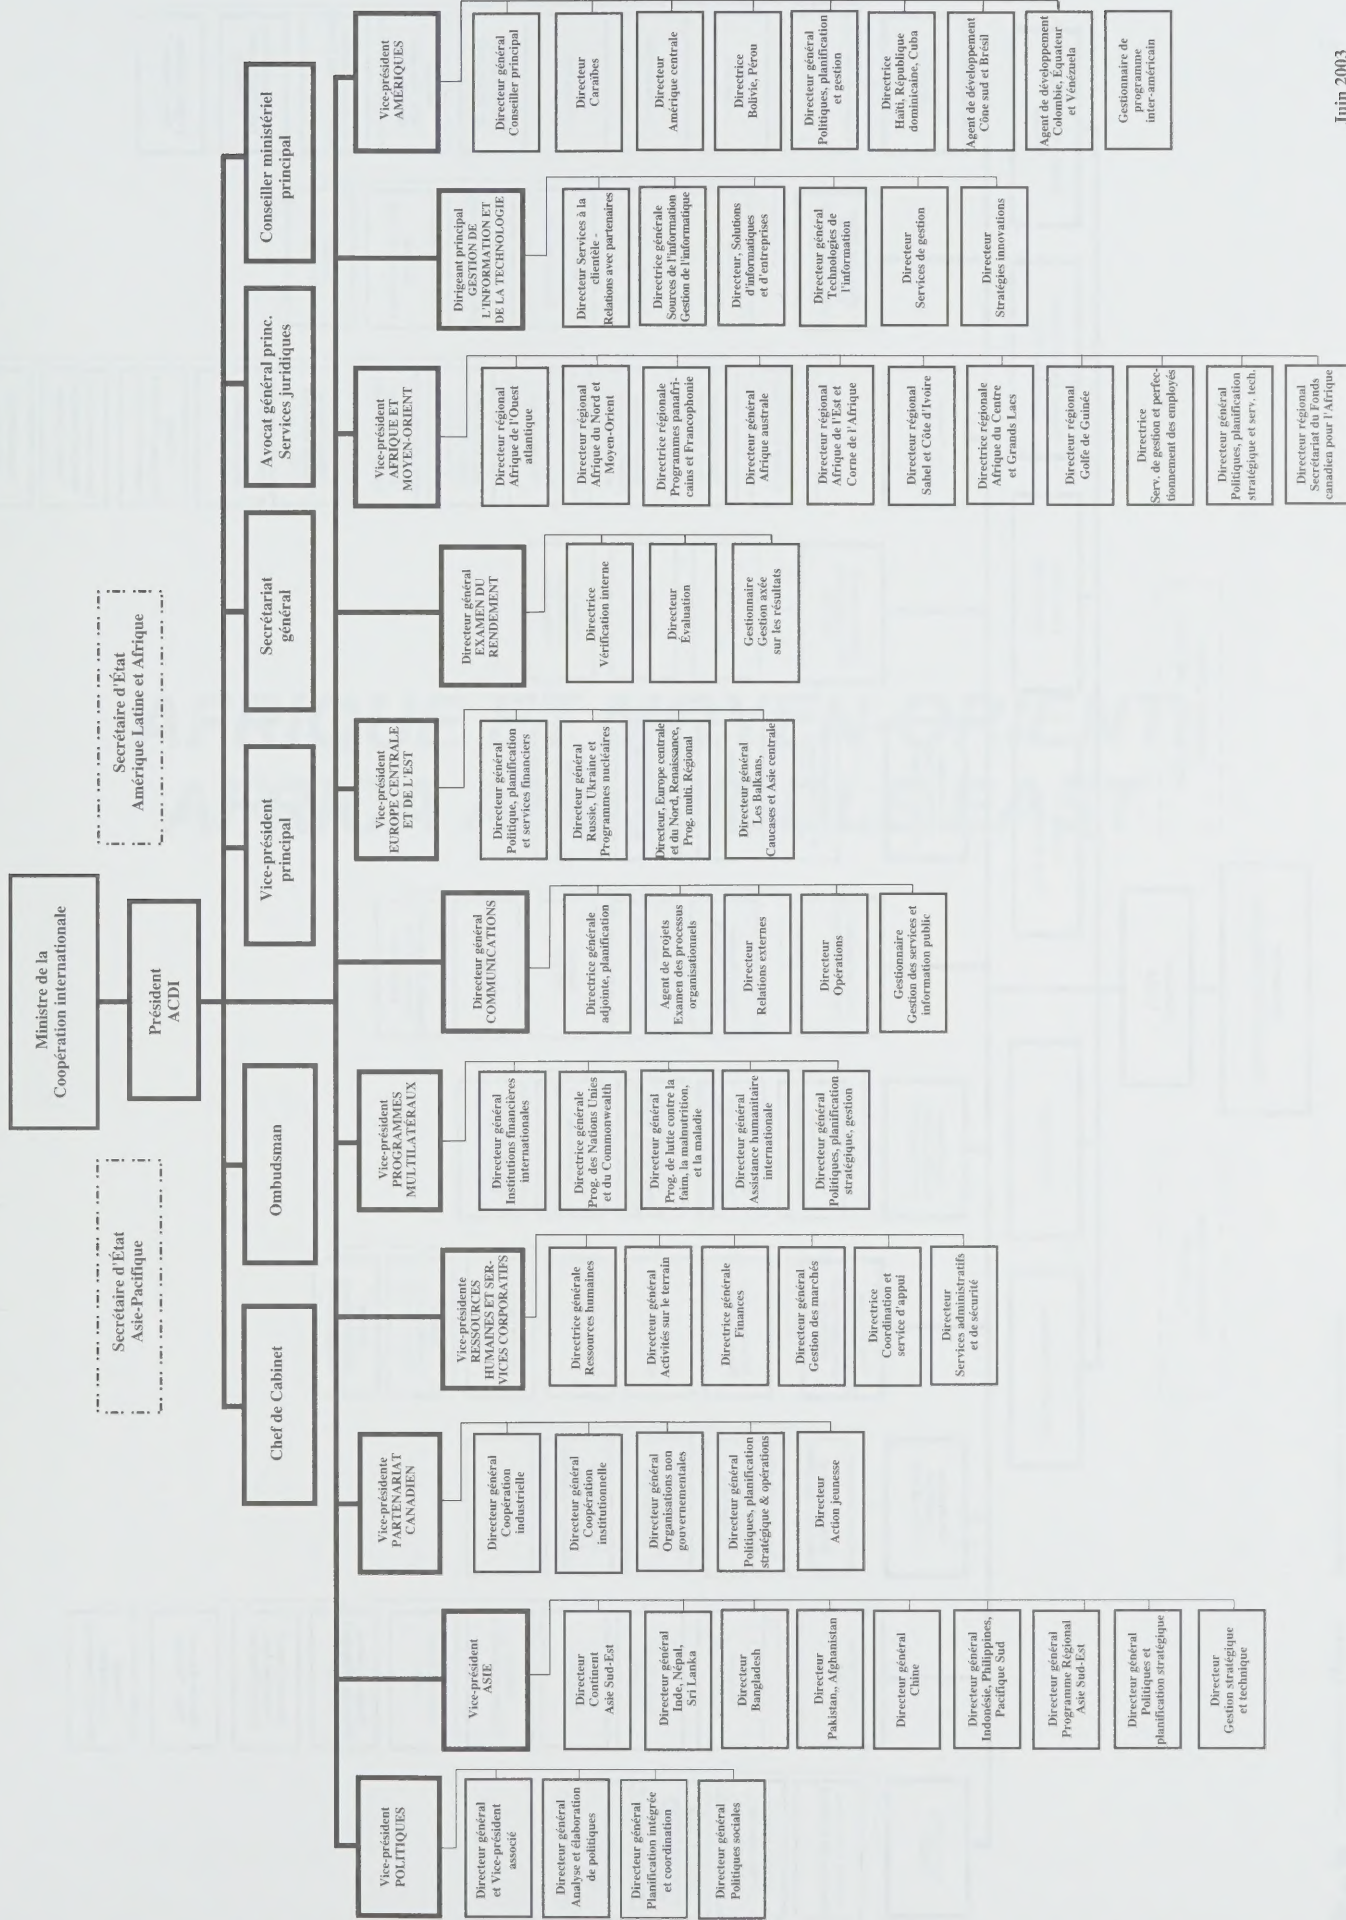 Ministre de la
Coopération internationale
Secrétaire d'État
Asie-Pacifique
Secrétaire d'État
Amérique Latine et Afrique
Président
ACDI
Chef de Cabinet
Ombudsman
Vice-président
principal
Secrétariat
général
Avocat général princ.
Services juridiques
Conseiller ministériel
principal
Vice-président
POLITIQUES
Directeur général
et Vice-président
associé
Directeur général
Analyse et élaboration
de politiques
Directeur général
Planification intégrée
et coordination
Directeur général
Politiques sociales
Vice-président
ASIE
Directeur
Continent
Asie Sud-Est
Directeur général
Inde, Népal,
Sri Lanka
Directeur
Bangladesh
Directeur
Pakistan,, Afghanistan
Directeur général
Chine
Directeur général
Indonésie, Philippines,
Pacifique Sud
Directeur général
Programme Régional
Asie Sud-Est
Directeur général
Politiques et
planification stratégique
Directeur
Gestion stratégique
et technique
Vice-présidente
PARTENARIAT
CANADIEN
Directeur général
Coopération
industrielle
Directeur général
Coopération
institutionnelle
Directeur général
Organisations non
gouvernementales
Directeur général
Politiques, planification
stratégique & opérations
Directeur
Action jeunesse
Vice-présidente
RESSOURCES
HUMAINES ET SER-
VICES CORPORATIFS
Directrice générale
Ressources humaines
Directeur général
Activités sur le terrain
Directrice générale
Finances
Directeur général
Gestion des marchés
Directrice
Coordination et
service d'appui
Directeur
Services administratifs
et de sécurité
Vice-président
PROGRAMMES
MULTILATÉRAUX
Directeur général
Institutions financières
internationales
Directrice générale
Prog. des Nations Unies
et du Commonwealth
Directeur général
Prog. de lutte contre la
faim, la malnutrition,
et la maladie
Directeur général
Assistance humanitaire
internationale
Directeur général
Politiques, planification
stratégique, gestion
Directeur général
COMMUNICATIONS
Directrice générale
adjointe, planification
Agent de projets
Examen des processus
organisationnels
Directeur
Relations externes
Directeur
Opérations
Gestionnaire
Gestion des services et
information public
Vice-président
EUROPE CENTRALE
ET DE L'EST
Directeur général
Politique, planification
et services financiers
Directeur général
Russie, Ukraine et
Programmes nucléaires
Directeur, Europe centrale
et du Nord, Renaissance,
Prog. multi. Régional
Directeur général
Les Balkans,
Caucases et Asie centrale
Directeur général
EXAMEN DU
RENDEMENT
Directrice
Vérification interne
Directeur
Évaluation
Gestionnaire
Gestion axée
sur les résultats
Vice-président
AFRIQUE ET
MOYEN-ORIENT
Directeur régional
Afrique de l'Ouest
atlantique
Directeur régional
Afrique du Nord et
Moyen-Orient
Directrice régionale
Programmes panafri-
cains et Francophonie
Directeur général
Afrique australe
Directeur régional
Afrique de l'Est et
Corne de l'Afrique
Directeur régional
Sahel et Côte d'Ivoire
Directrice régionale
Afrique du Centre
et Grands Lacs
Directeur régional
Golfe de Guinée
Directrice
Serv. de gestion et perfec-
tionnement des employés
Directeur général
Politiques, planification
stratégique et serv. tech.
Directeur régional
Secrétariat du Fonds
canadien pour l'Afrique
Dirigeant principal
GESTION DE
L'INFORMATION ET
DE LA TECHNOLOGIE
Directeur Services à la
clientèle -
Relations avec partenaires
Directrice générale
Sources de l'information
Gestion de l'informatique
Directeur, Solutions
d'informatiques
et d'entreprises
Directeur général
Technologies de
l'information
Directeur
Services de gestion
Directeur
Stratégies innovations
Vice-président
AMÉRIQUES
Directeur général
Conseiller principal
Directeur
Caraïbes
Directeur
Amérique centrale
Directrice
Bolivie, Pérou
Directeur général
Politiques, planification
et gestion
Directrice
Haïti, République
dominicaine, Cuba
Agent de développement
Cône sud et Brésil
Agent de développement
Colombie, Équateur
et Vénézuela
Gestionnaire de
programme
inter-américain
Juin 2003